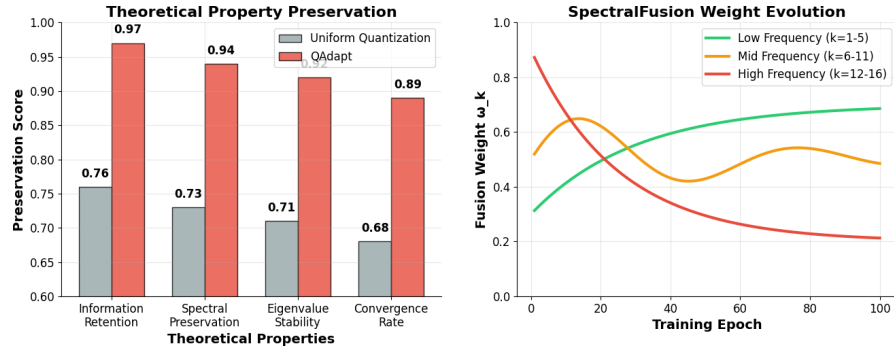 Theoretical Property Preservation
Preservation Score
1.00
0.95
0.90
0.85
0.80
0.75
0.70
0.65
0.60
Uniform Quantization
QAdapt
0.76
0.97
0.73
0.94
0.71
0.92
0.68
0.89
Information
Retention
Spectral
Preservation
Eigenvalue
Stability
Convergence
Rate
Theoretical Properties
SpectralFusion Weight Evolution
Fusion Weight ω_k
1.0
0.8
0.6
0.4
0.2
0.0
Low Frequency (k=1-5)
Mid Frequency (k=6-11)
High Frequency (k=12-16)
0
20
40
60
80
100
Training Epoch